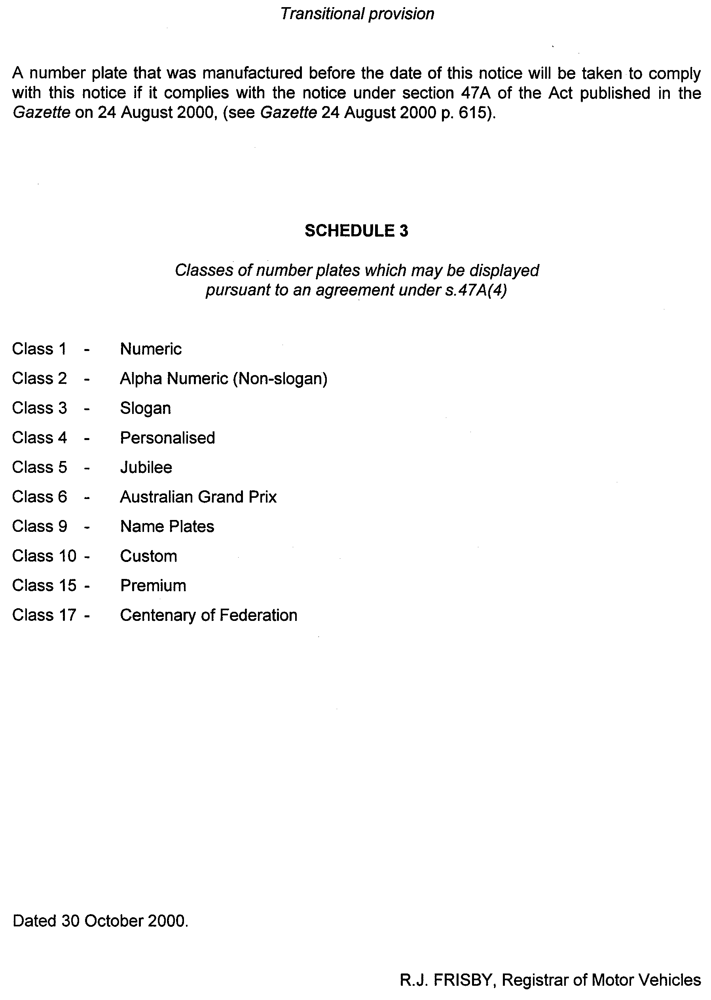 Transitional provision
A number plate that was manufactured before the date of this notice will be taken to comply
with this notice if it complies with the notice under section 47A of the Act published in the
Gazette on 24 August 2000, (see Gazette 24 August 2000 p. 615).
SCHEDULE 3
Classes of number plates which may be displayed
pursuant to an agreement under s.47A(4)
Class 1 - Numeric
Class 2 - Alpha Numeric (Non-slogan)
Class 3 - Slogan
Class 4 - Personalised
Class 5 - Jubilee
Class 6 - Australian Grand Prix
Class 9 - Name Plates
Class 10 - Custom
Class 15 - Premium
Class 17 - Centenary of Federation
Dated 30 October 2000.
R.J. FRISBY, Registrar of Motor Vehicles